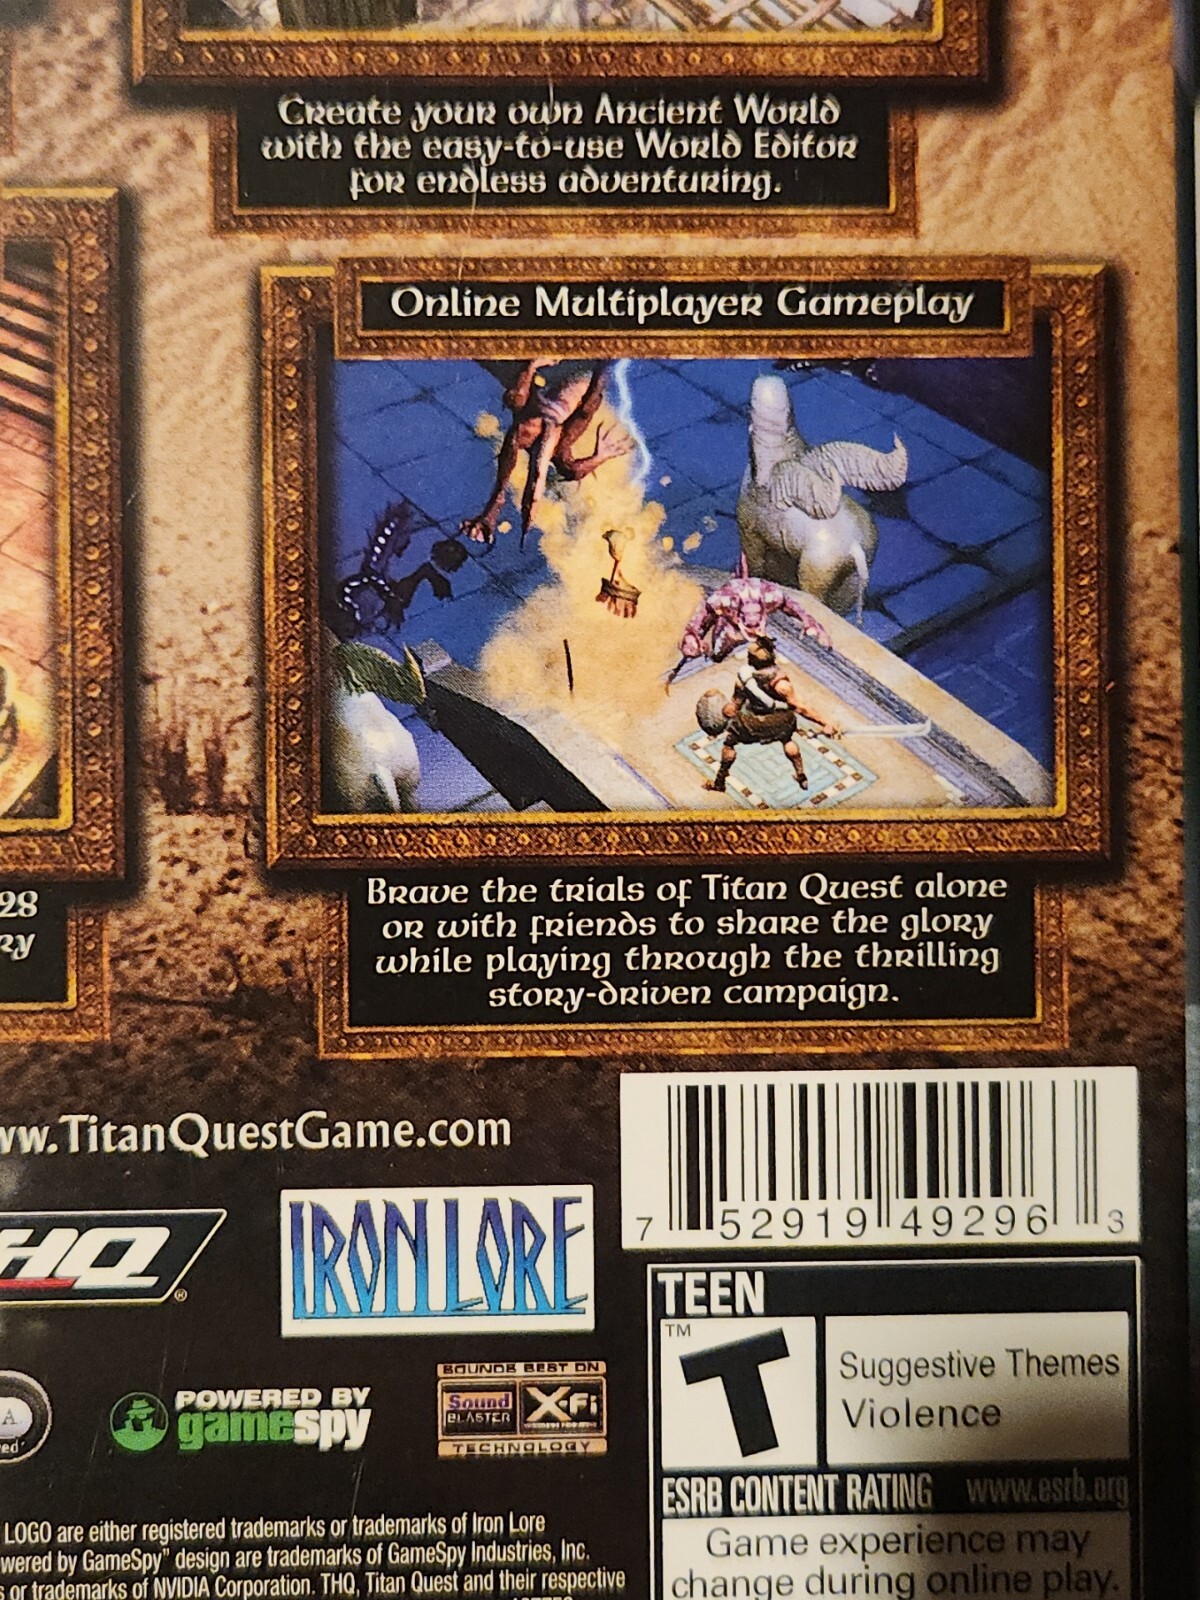 Create your own Ancient World
with the easy-to-use World Editor
for endless adventuring.
Online Multiplayer Gameplay
28
ry
Brave the trials of Titan Quest alone
or with friends to share the glory
while playing through the thrilling
story-driven campaign.
ww.TitanQuestGame.com
HQ®
IRON LORE
7 52919 49296 3
TEEN
TM
T
Suggestive Themes
Violence
POWERED BY
gamespy
SOUNDS BEST ON
Sound
BLASTER
X-Fi
TECHNOLOGY
A
ed
ESRB CONTENT RATING www.esrb.org
Game experience may
change during online play.
LOGO are either registered trademarks or trademarks of Iron Lore
wered by GameSpy" design are trademarks of GameSpy Industries, Inc.
s or trademarks of NVIDIA Corporation. THQ, Titan Quest and their respective